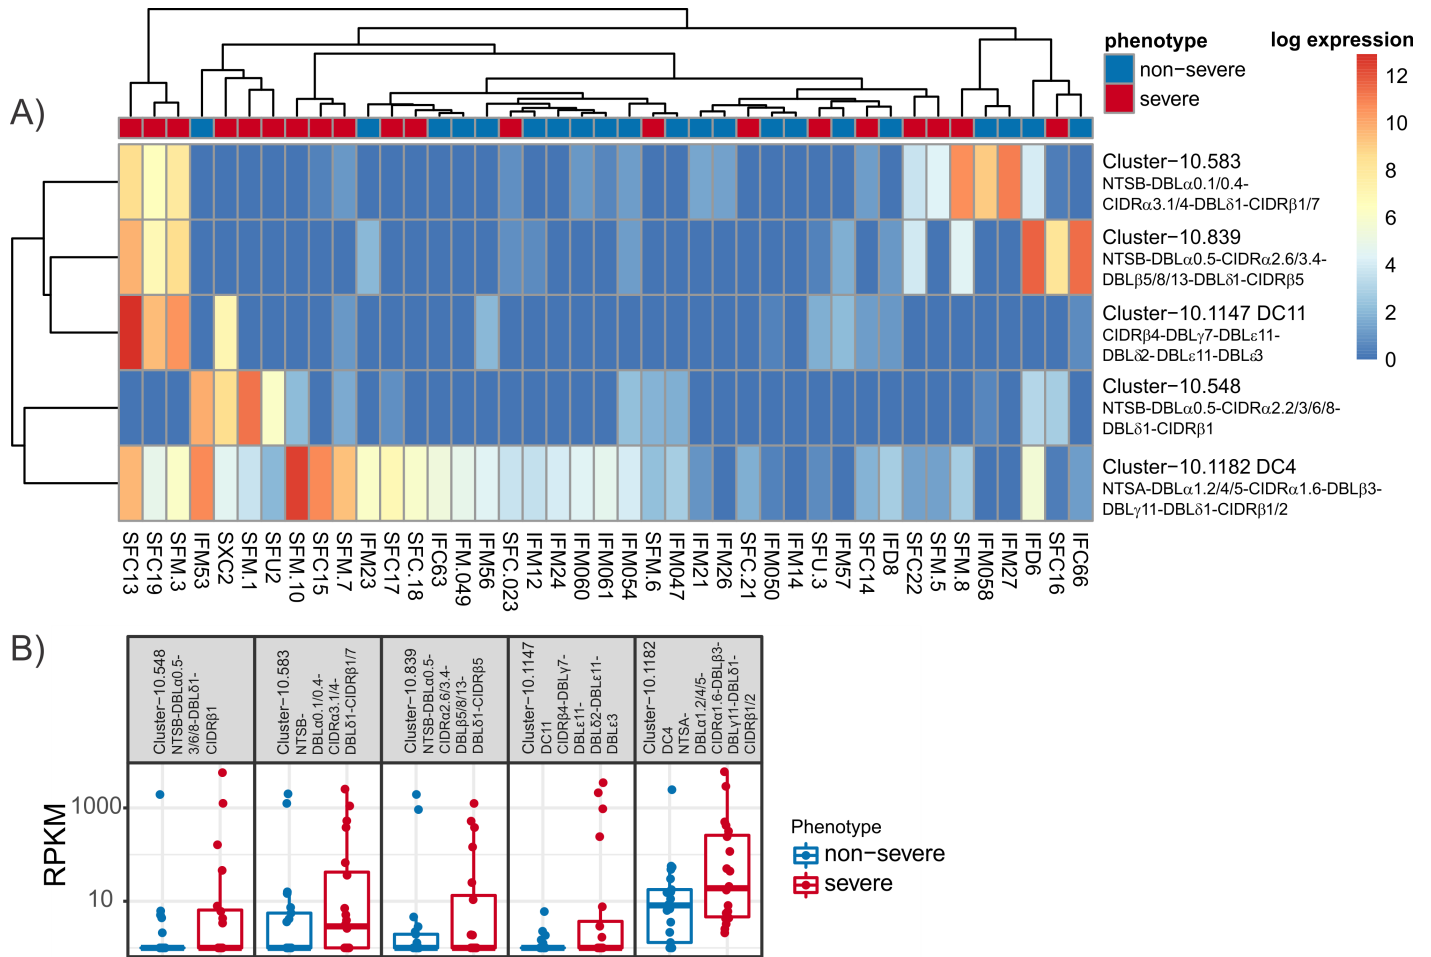 A)
phenotype
non-severe
severe
log expression
12
10
8
6
4
2
0
Cluster-10.583
NTSB-DBLα0.1/0.4-
CIDRα3.1/4-DBLδ1-CIDRβ1/7
Cluster-10.839
NTSB-DBLα0.5-CIDRα2.6/3.4-
DBLβ5/8/13-DBLδ1-CIDRβ5
Cluster-10.1147 DC11
CIDRβ4-DBLγ7-DBLε11-
DBLδ2-DBLε11-DBLε3
Cluster-10.548
NTSB-DBLα0.5-CIDRα2.2/3/6/8-
DBLδ1-CIDRβ1
Cluster-10.1182 DC4
NTSA-DBLα1.2/4/5-CIDRα1.6-DBLβ3-
DBLγ11-DBLδ1-CIDRβ1/2
SFC13
SFC19
SFM.3
IFM53
SXC2
SFM.1
SFU2
SFM.10
SFC15
SFM.7
IFM23
SFC17
SFC.18
IFC63
IFM.049
IFM56
SFC.023
IFM12
IFM24
IFM060
IFM061
IFM054
SFM.6
IFM047
IFM21
IFM26
SFC.21
IFM050
IFM14
SFU.3
IFM57
SFC14
IFD8
SFC22
SFM.5
SFM.8
IFM058
IFM27
IFD6
SFC16
IFC66
B)
Cluster-10.548
NTSB-DBLα0.5-
3/6/8-DBLδ1-
CIDRβ1
Cluster-10.583
NTSB-
DBLα0.1/0.4-
CIDRα3.1/4-
DBLδ1-CIDRβ1/7
Cluster-10.839
NTSB-DBLα0.5-
CIDRα2.6/3.4-
DBLβ5/8/13-
DBLδ1-CIDRβ5
Cluster-10.1147
DC11
CIDRβ4-DBLγ7-
DBLε11-
DBLδ2-DBLε11-
DBLε3
Cluster-10.1182
DC4
NTSA-
DBLα1.2/4/5-
CIDRα1.6-DBLβ3-
DBLγ11-DBLδ1-
CIDRβ1/2
RPKM
1000
10
Phenotype
non-severe
severe